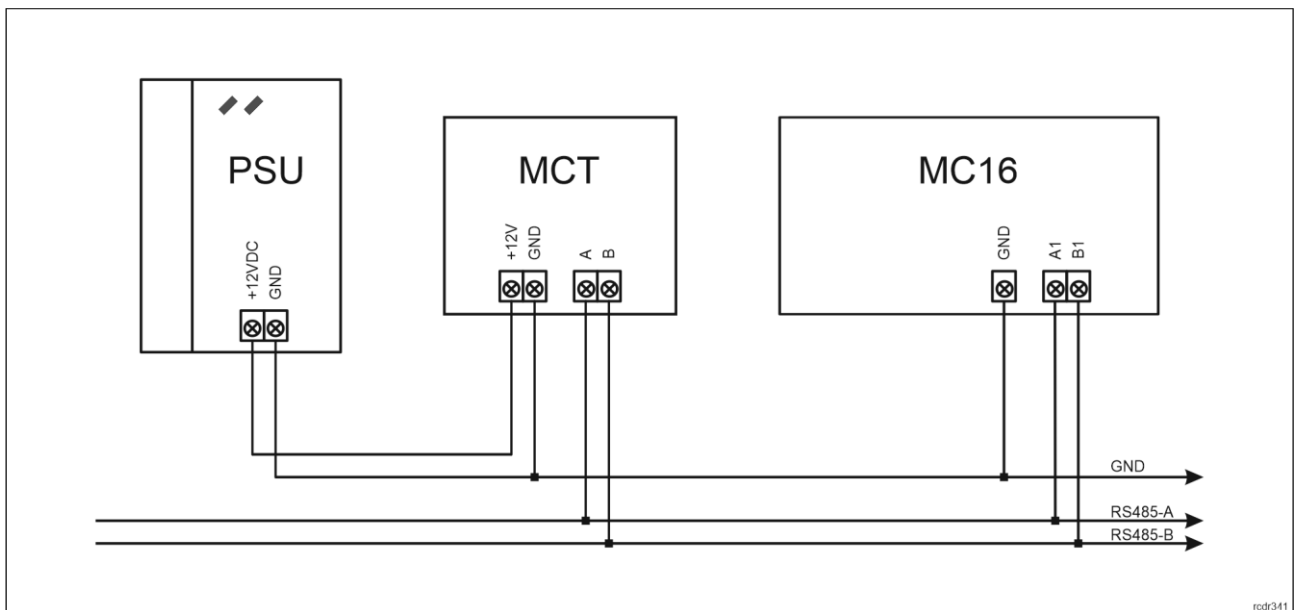 PSU
+12VDC
GND
MCT
+12V
GND
A
B
MC16
GND
A1
B1
GND
RS485-A
RS485-B
rcdr341